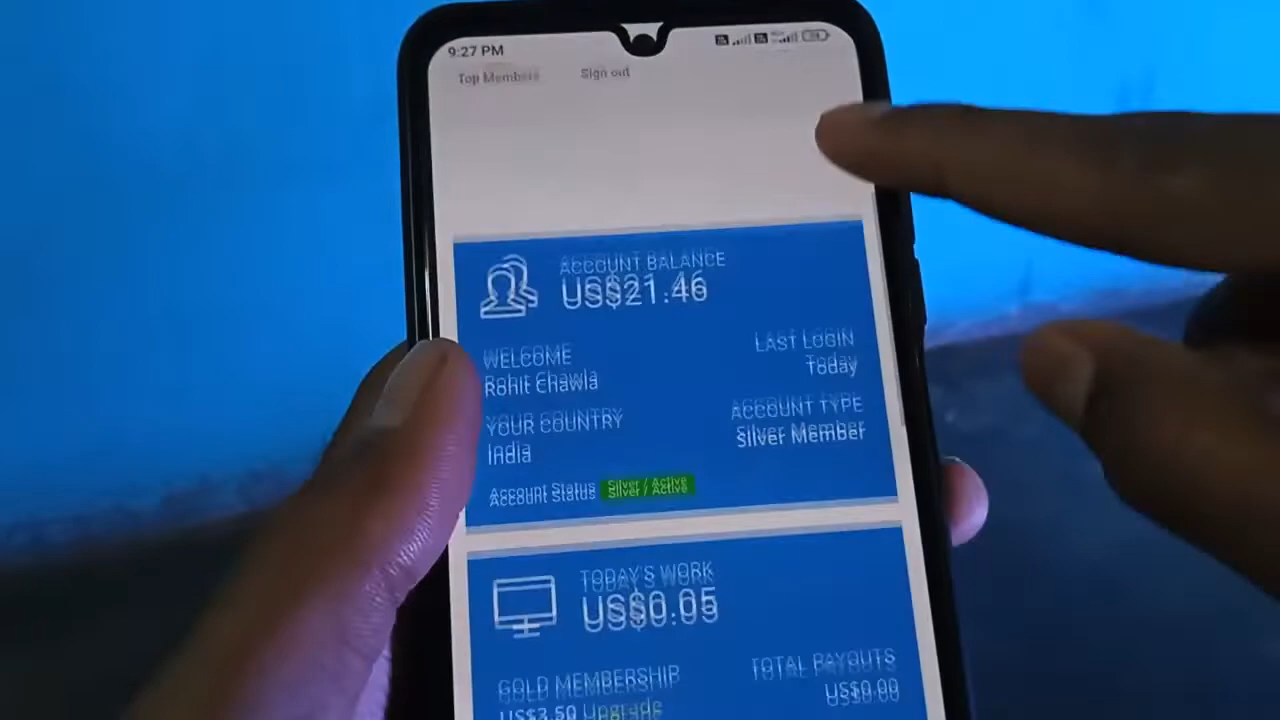 9:27 PM
Top Members Sign out
ACCOUNT BALANCE
US$21.46
WELCOME
Rohit Chawla
LAST LOGIN
Today
YOUR COUNTRY
India
ACCOUNT TYPE
Silver Member
Account Status Silver / Active
TODAY'S WORK
US$0.05
GOLD MEMBERSHIP
US$3.50 Upgrade
TOTAL PAYOUTS
US$0.00